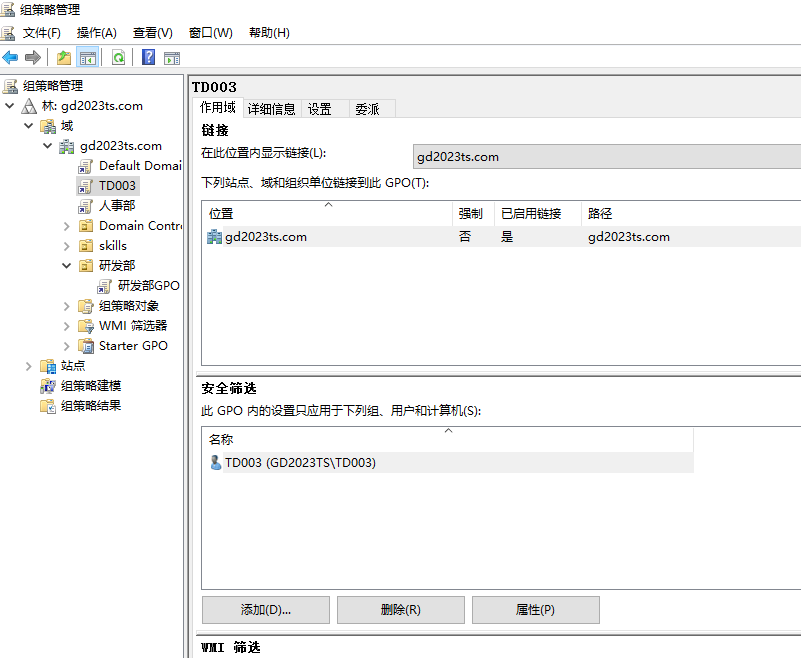 组策略管理
文件(F) 操作(A) 查看(V) 窗口(W) 帮助(H)
组策略管理
林: gd2023ts.com
域
gd2023ts.com
Default Domai
TD003
人事部
Domain Contr
skills
研发部
研发部GPO
组策略对象
WMI 筛选器
Starter GPO
站点
组策略建模
组策略结果
TD003
作用域 详细信息 设置 委派
链接
在此位置内显示链接(L): gd2023ts.com
下列站点、域和组织单位链接到此 GPO(T):
位置 强制 已启用链接 路径
gd2023ts.com 否 是 gd2023ts.com
安全筛选
此 GPO 内的设置只应用于下列组、用户和计算机(S):
名称
TD003 (GD2023TS\TD003)
添加(D)... 删除(R) 属性(P)
WMI 筛选